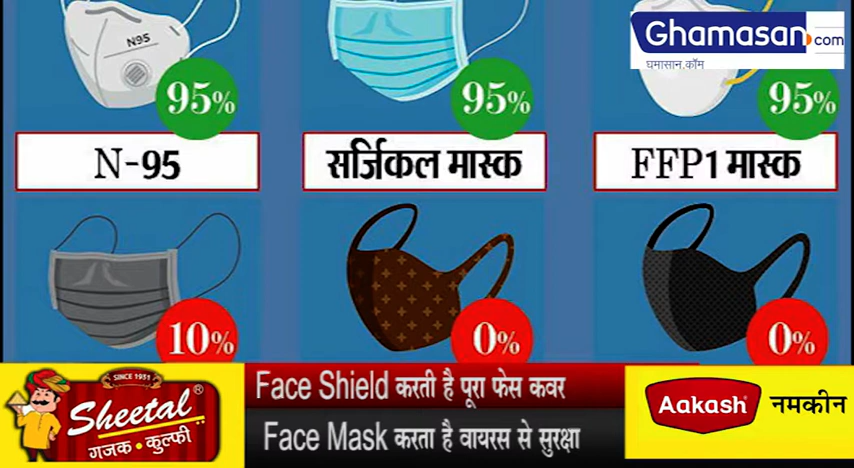 N95
Ghamasan.com
घमासान.कॉम
95%
95%
95%
N-95
सर्जिकल मास्क
FFP1 मास्क
10%
0%
0%
SINCE 1931
Sheetal®
गजक • कुल्फी
Face Shield करती है पूरा फेस कवर
Face Mask करता है वायरस से सुरक्षा
Aakash®
नमकीन